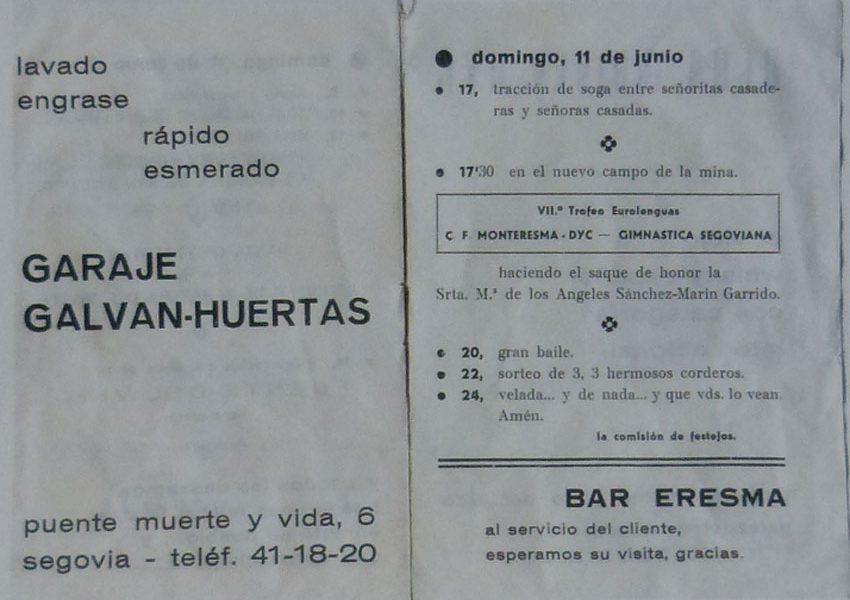 lavado
engrase
rápido
esmerado
GARAJE
GALVAN-HUERTAS
puente muerte y vida, 6
segovia - teléf. 41-18-20
domingo, 11 de junio
17, tracción de soga entre señoritas casade-
ras y señoras casadas.
17'30 en el nuevo campo de la mina.
VII.º Trofeo Eurolenguas
C. F. MONTERESMA - DYC — GIMNASTICA SEGOVIANA
haciendo el saque de honor la
Srta. M.ª de los Angeles Sánchez-Marin Garrido.
20, gran baile.
22, sorteo de 3, 3 hermosos corderos.
24, velada... y de nada... y que vds. lo vean.
Amén.
la comisión de festejos.
BAR ERESMA
al servicio del cliente,
esperamos su visita, gracias.